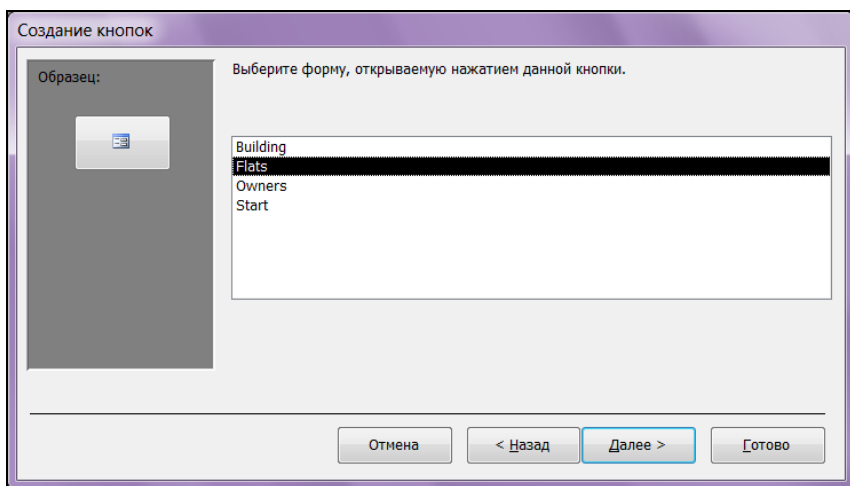 Создание кнопок
Образец:
Выберите форму, открываемую нажатием данной кнопки.
Building
Flats
Owners
Start
Отмена
< Назад
Далее >
Готово